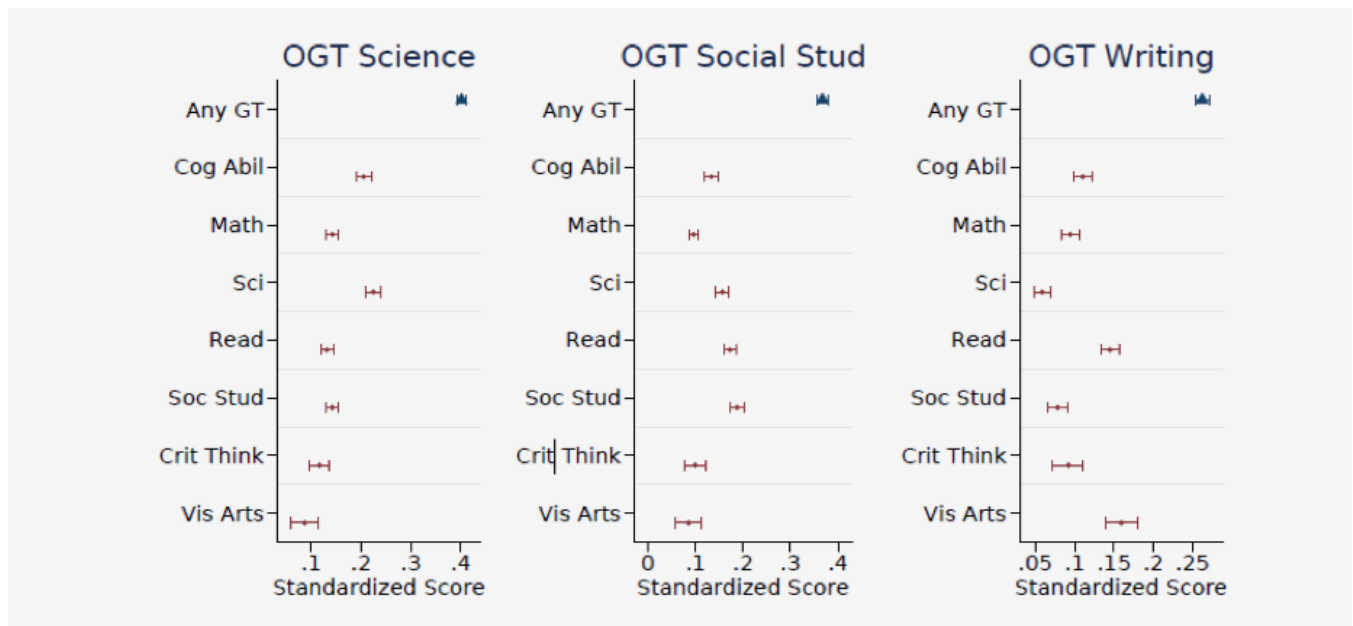 OGT Science
Any GT
Cog Abil
Math
Sci
Read
Soc Stud
Crit Think
Vis Arts
.1 .2 .3 .4
Standardized Score
OGT Social Stud
Any GT
Cog Abil
Math
Sci
Read
Soc Stud
Crit Think
Vis Arts
0 .1 .2 .3 .4
Standardized Score
OGT Writing
Any GT
Cog Abil
Math
Sci
Read
Soc Stud
Crit Think
Vis Arts
.05 .1 .15 .2 .25
Standardized Score